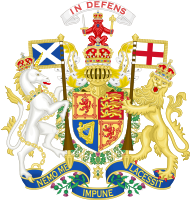 IN DEFENS
NEMO ME
IMPUNE
LACESSIT